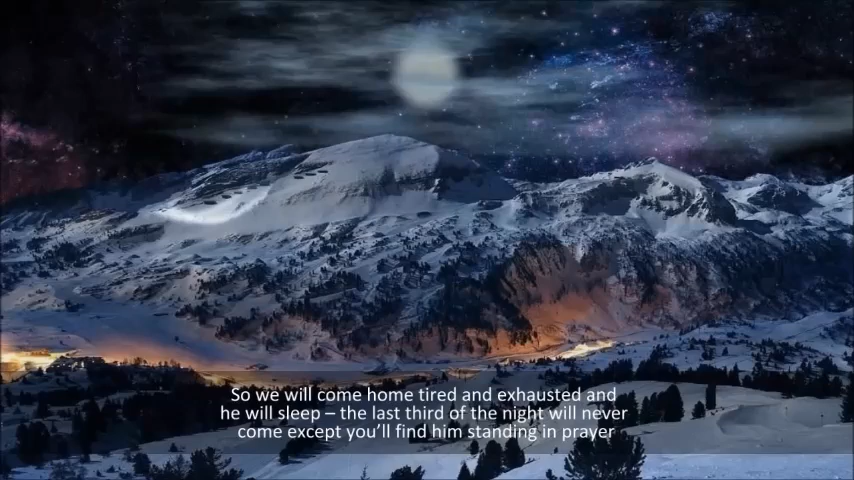 So we will come home tired and exhausted and
he will sleep – the last third of the night will never
come except you'll find him standing in prayer